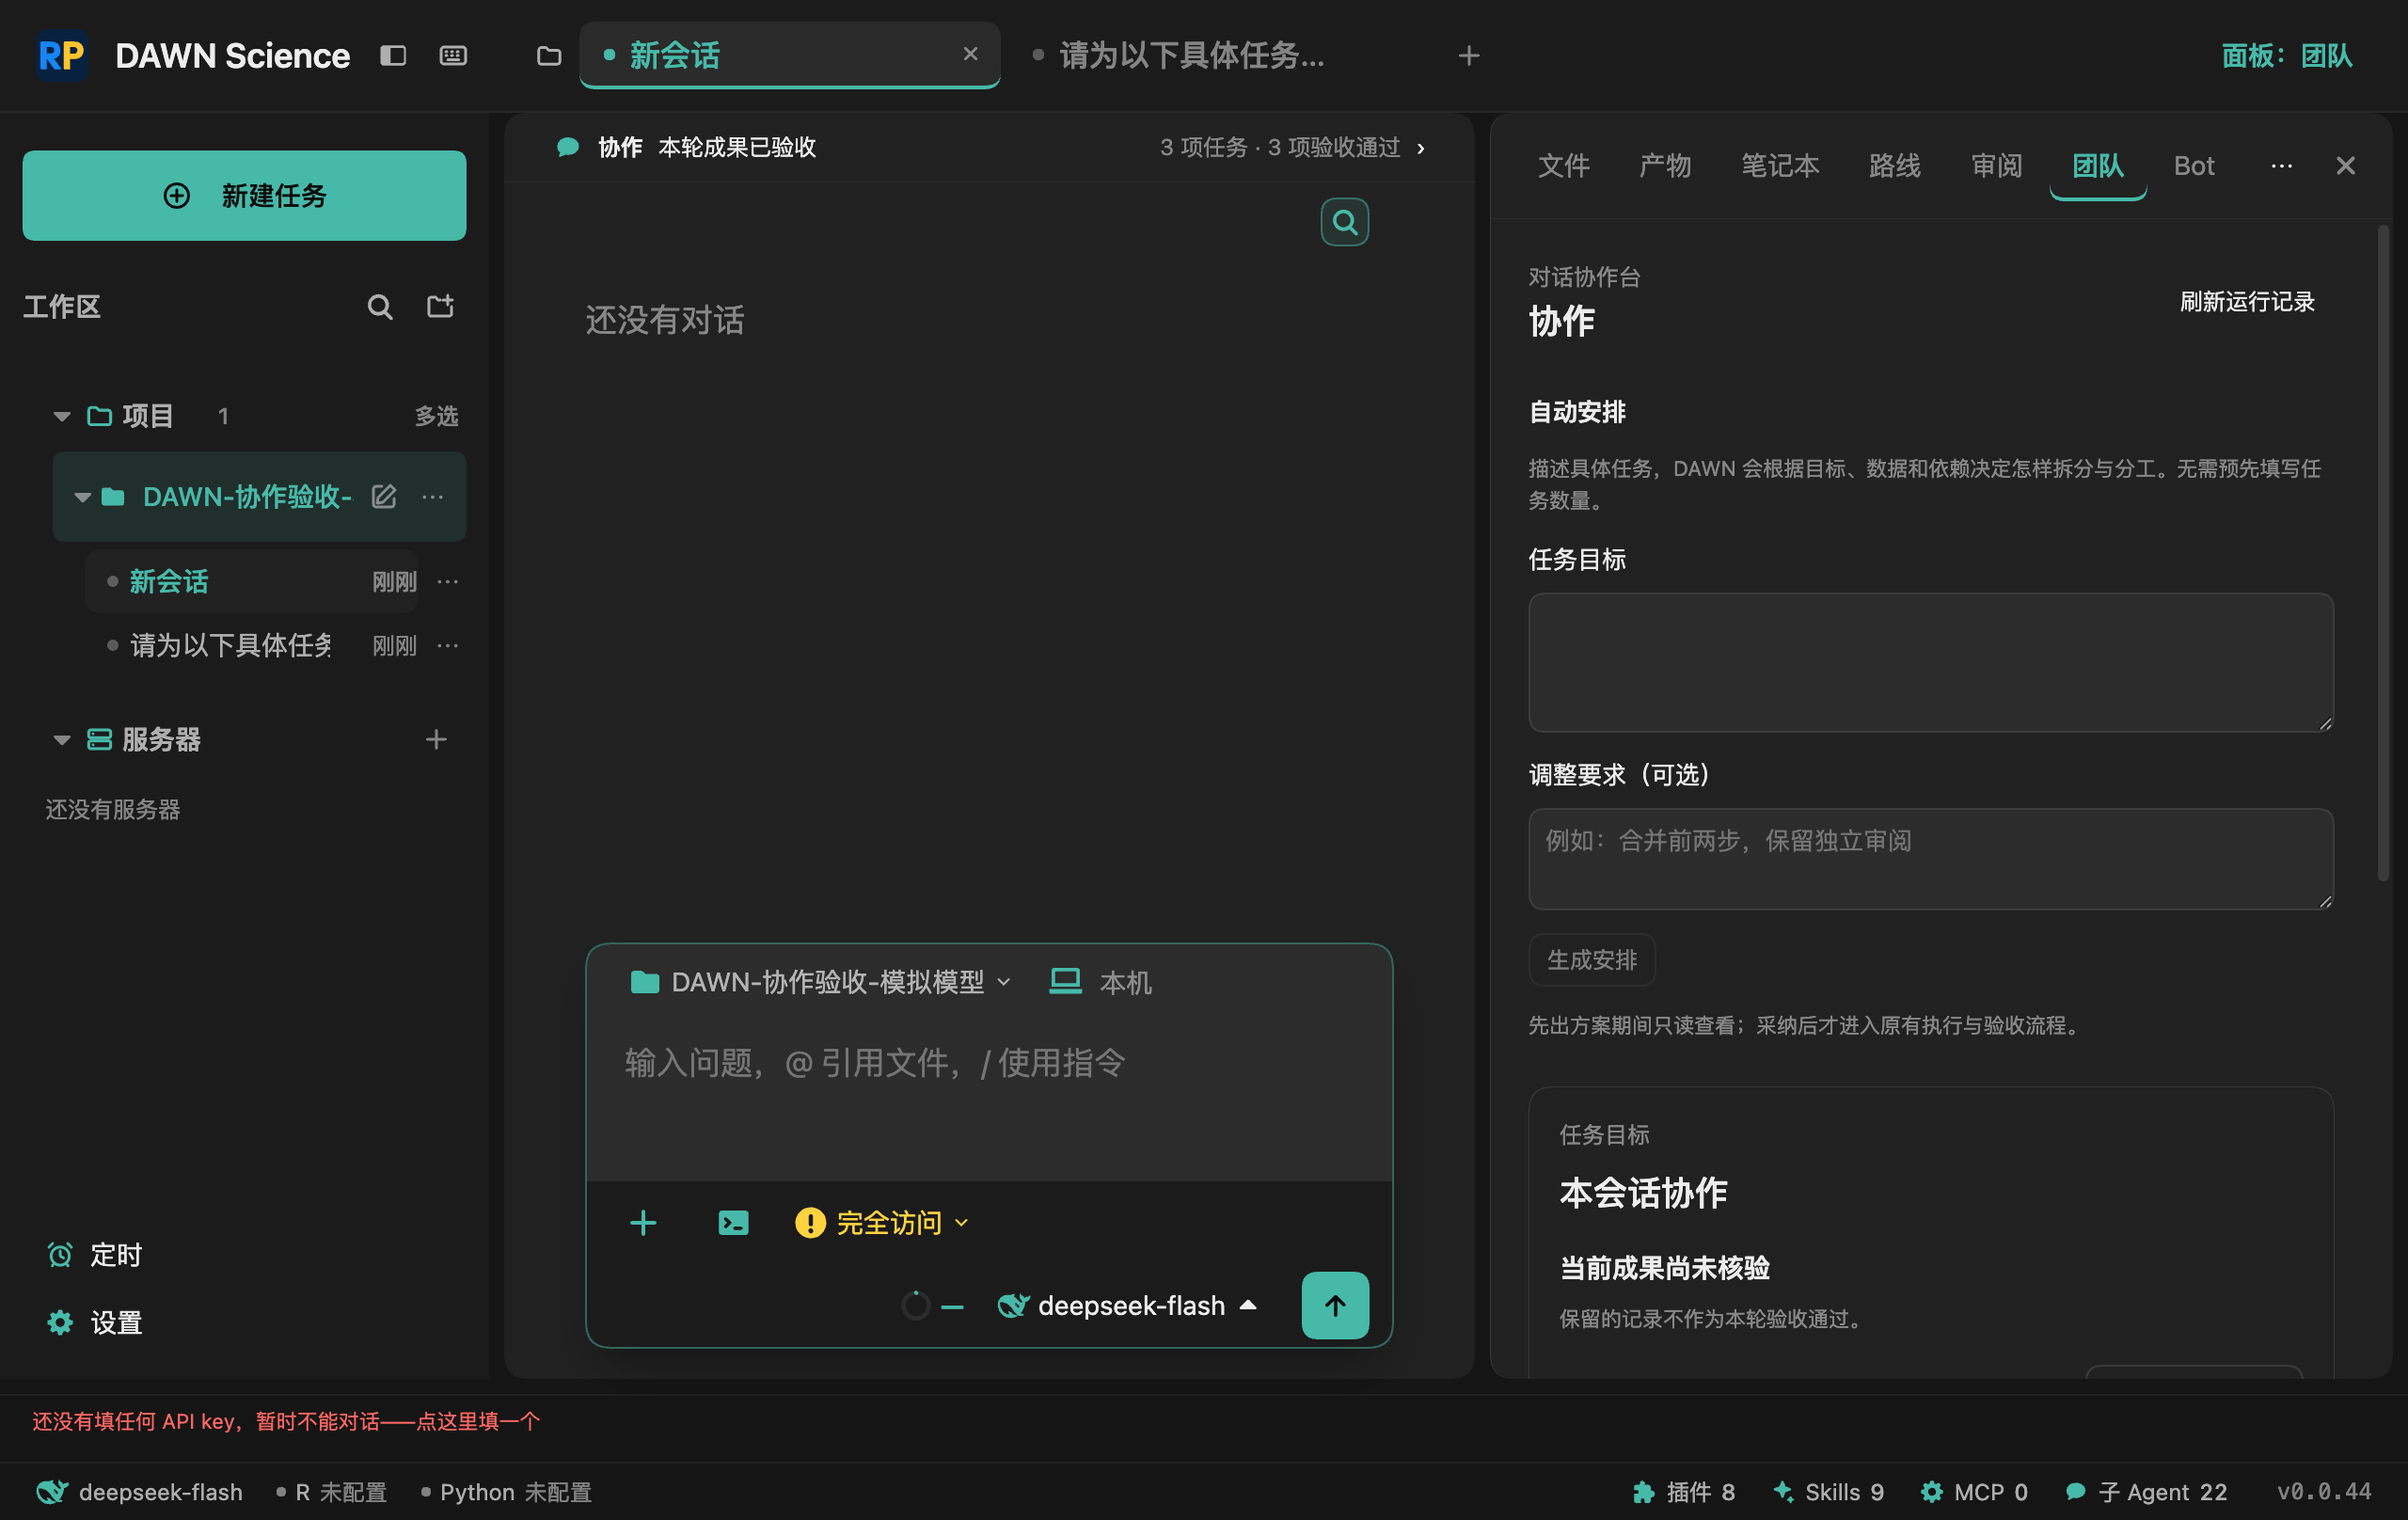 RP DAWN Science
新会话
请为以下具体任务...
面板：团队
新建任务
工作区
项目 1 多选
DAWN-协作验收-
新会话 刚刚
请为以下具体任务 刚刚
服务器
还没有服务器
定时
设置
协作 本轮成果已验收 3 项任务 · 3 项验收通过
还没有对话
DAWN-协作验收-模拟模型 本机
输入问题，@ 引用文件，/ 使用指令
完全访问
deepseek-flash
文件 产物 笔记本 路线 审阅 团队 Bot
对话协作台
协作
刷新运行记录
自动安排
描述具体任务，DAWN 会根据目标、数据和依赖决定怎样拆分与分工。无需预先填写任
务数量。
任务目标
调整要求（可选）
例如：合并前两步，保留独立审阅
生成安排
先出方案期间只读查看；采纳后才进入原有执行与验收流程。
任务目标
本会话协作
当前成果尚未核验
保留的记录不作为本轮验收通过。
还没有填任何 API key，暂时不能对话——点这里填一个
deepseek-flash R 未配置 Python 未配置
插件 8 Skills 9 MCP 0 子 Agent 22 v0.0.44